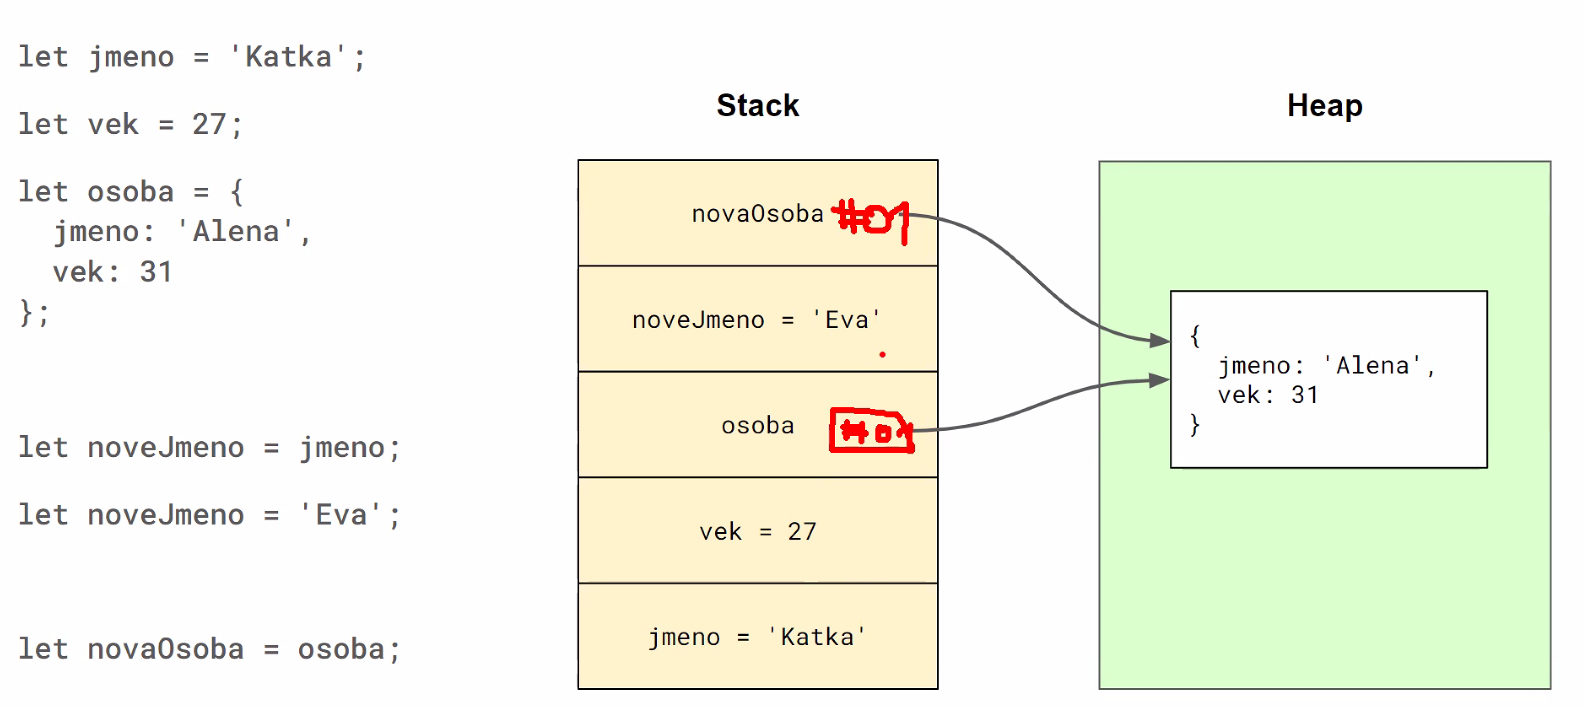 let jmeno = 'Katka';
let vek = 27;
let osoba = {
  jmeno: 'Alena',
  vek: 31
};
let noveJmeno = jmeno;
let noveJmeno = 'Eva';
let novaOsoba = osoba;
Stack
novaOsoba #01
noveJmeno = 'Eva'
osoba #01
vek = 27
jmeno = 'Katka'
Heap
{
  jmeno: 'Alena',
  vek: 31
}